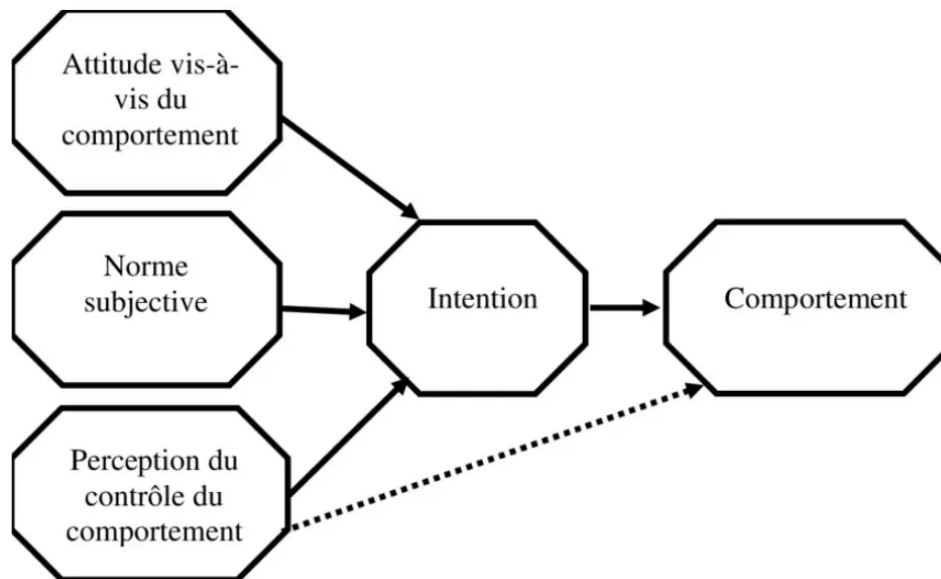 Attitude vis-à-
vis du
comportement
Norme
subjective
Intention
Comportement
Perception du
contrôle du
comportement